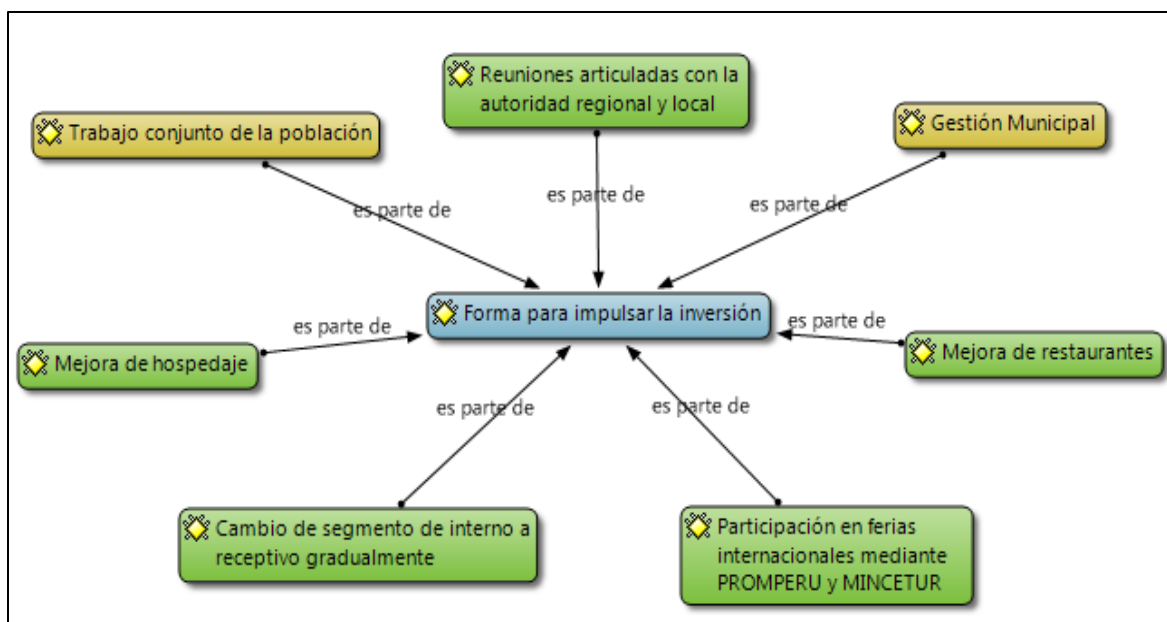 Reuniones articuladas con la
autoridad regional y local
Trabajo conjunto de la población
Gestión Municipal
es parte de
es parte de
es parte de
Forma para impulsar la inversión
es parte de
es parte de
Mejora de hospedaje
Mejora de restaurantes
es parte de
es parte de
Cambio de segmento de interno a
receptivo gradualmente
Participación en ferias
internacionales mediante
PROMPERU y MINCETUR